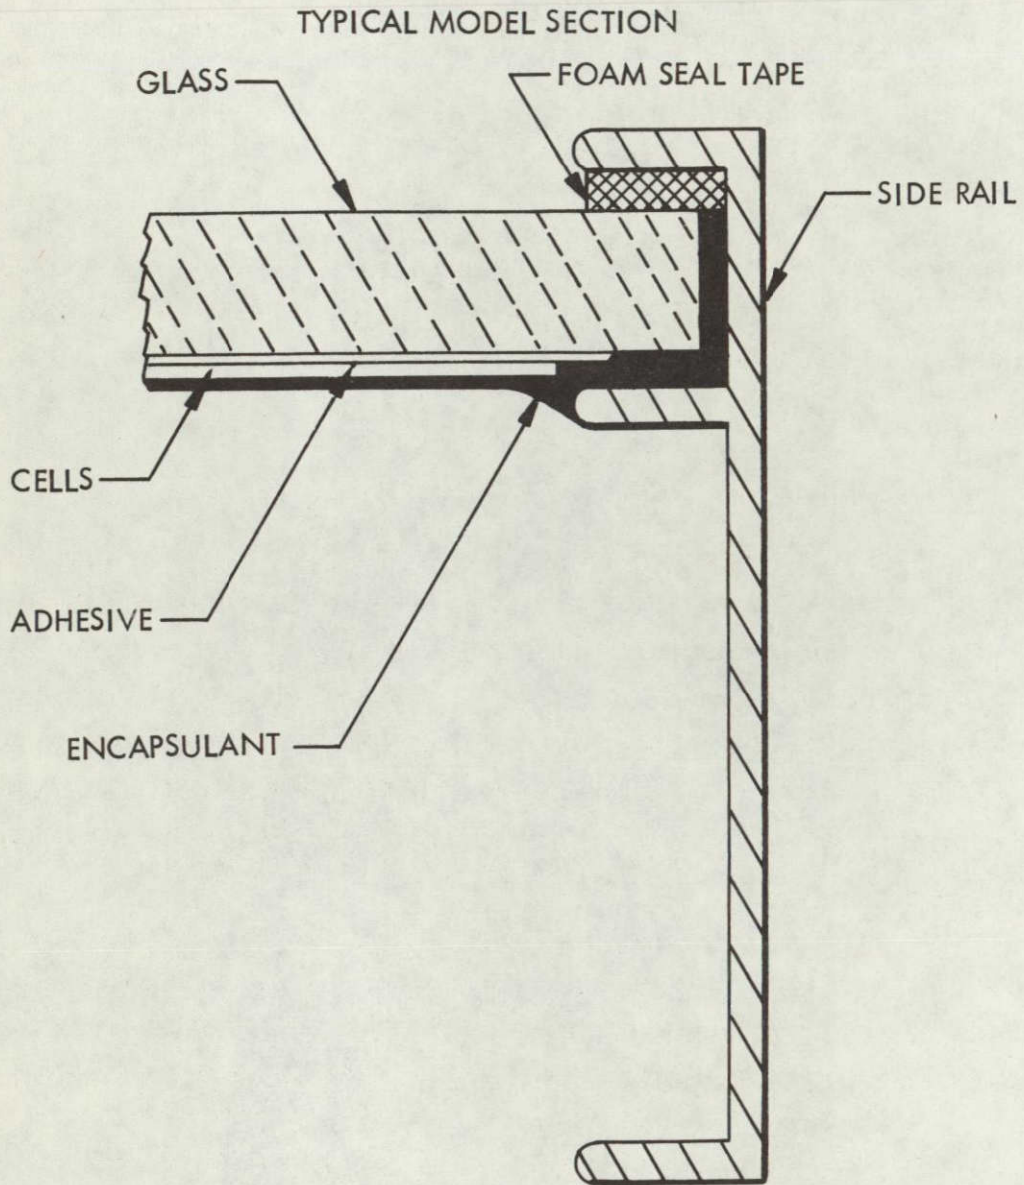 TYPICAL MODEL SECTION
GLASS
FOAM SEAL TAPE
SIDE RAIL
CELLS
ADHESIVE
ENCAPSULANT